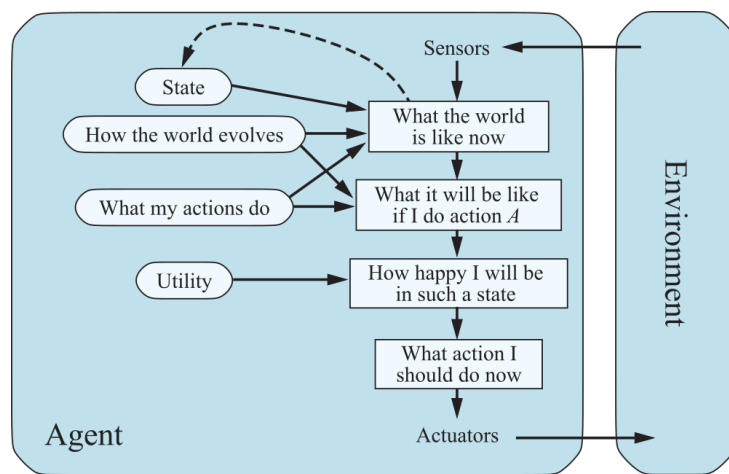 Sensors
State
What the world
is like now
How the world evolves
What it will be like
if I do action A
What my actions do
How happy I will be
in such a state
Utility
What action I
should do now
Agent
Actuators
Environment